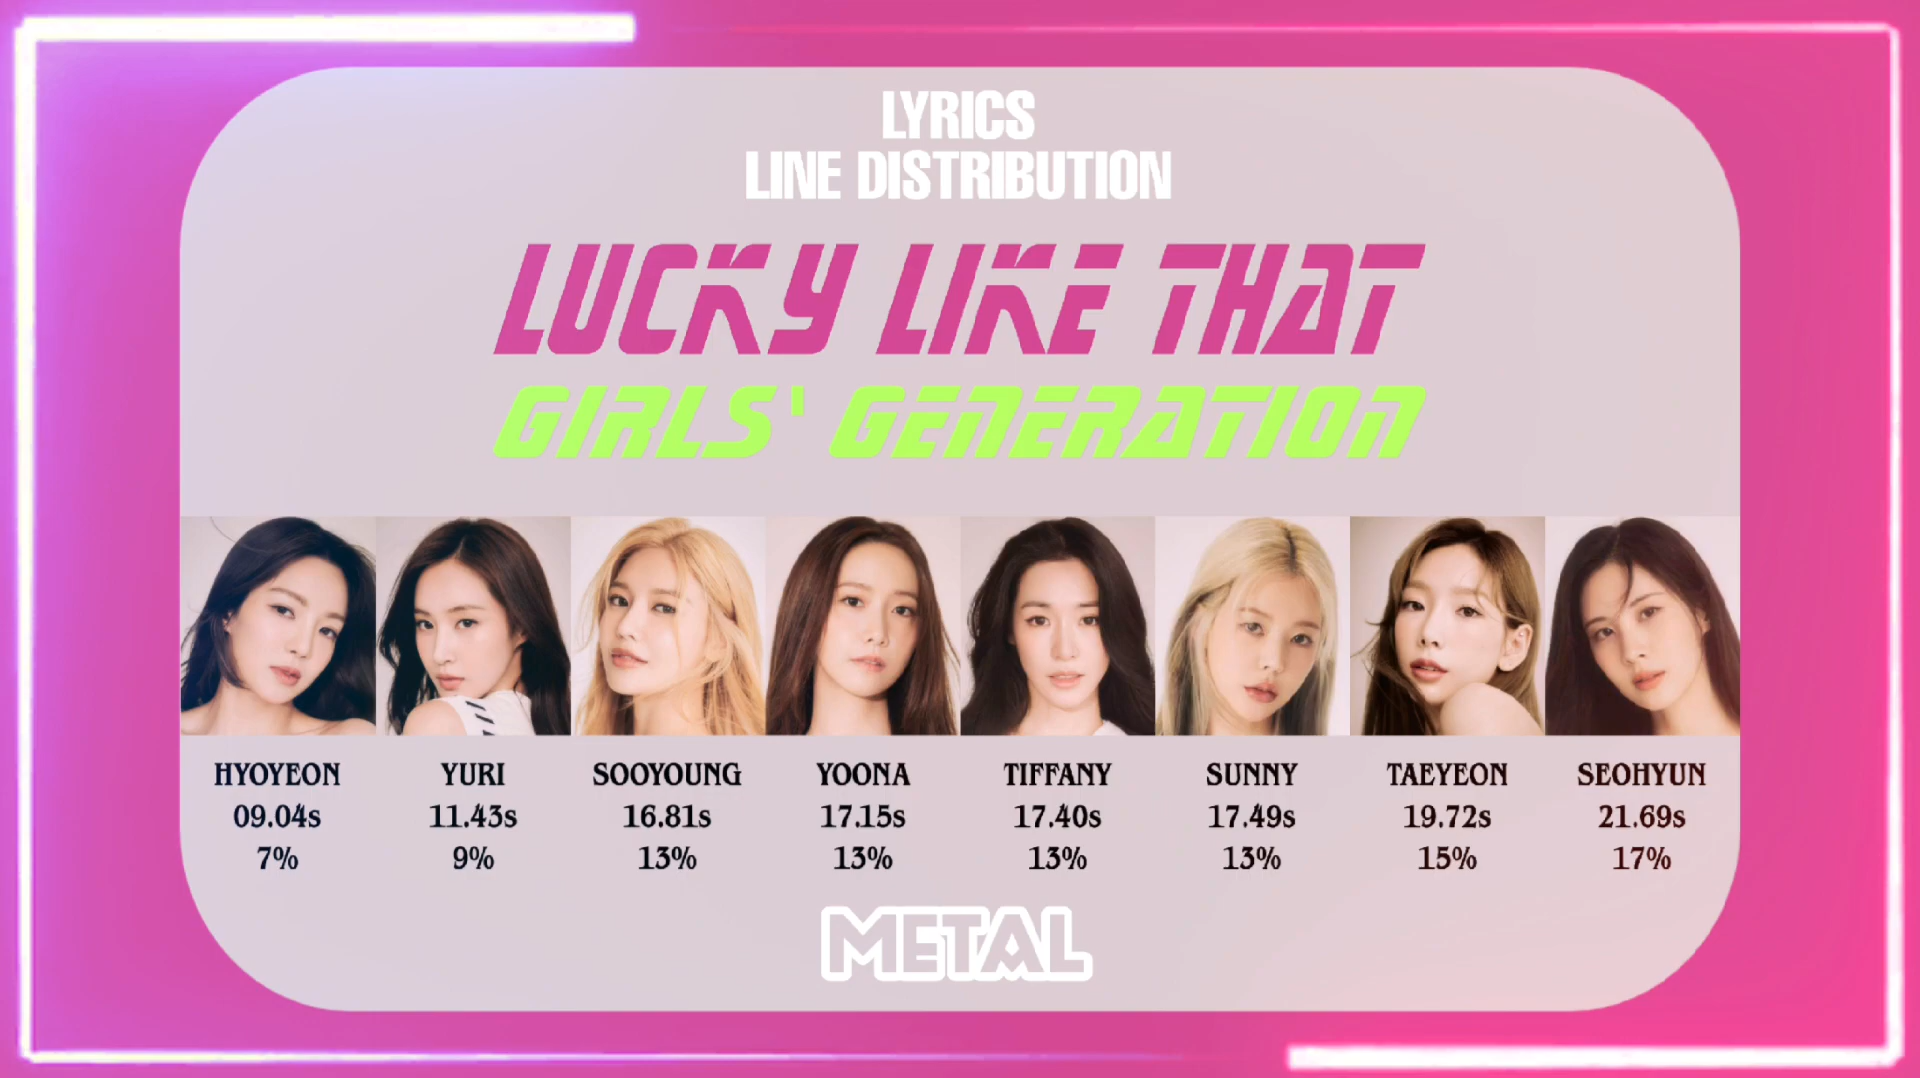 LYRICS
LINE DISTRIBUTION
LUCKY LIKE THAT
GIRLS' GENERATION
HYOYEON YURI SOOYOUNG YOONA TIFFANY SUNNY TAEYEON SEOHYUN
09.04s 11.43s 16.81s 17.15s 17.40s 17.49s 19.72s 21.69s
7% 9% 13% 13% 13% 13% 15% 17%
METAL